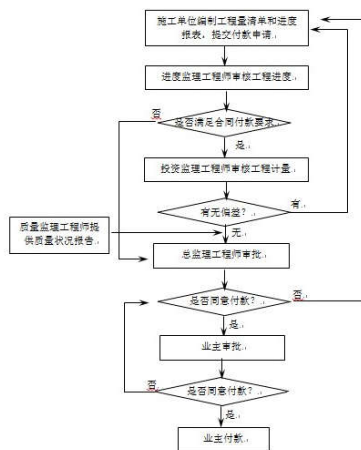 施工单位编制工程量清单和进度
报表,提交付款申请
进度监理工程师审核工程进度
否
是否满足合同付款要求
是
投资监理工程师审核工程计量
有无偏差?
有
质量监理工程师提
供质量状况报告
无
总监理工程师审批
是否同意付款?
否
是
业主审批
否
是否同意付款?
是
业主付款